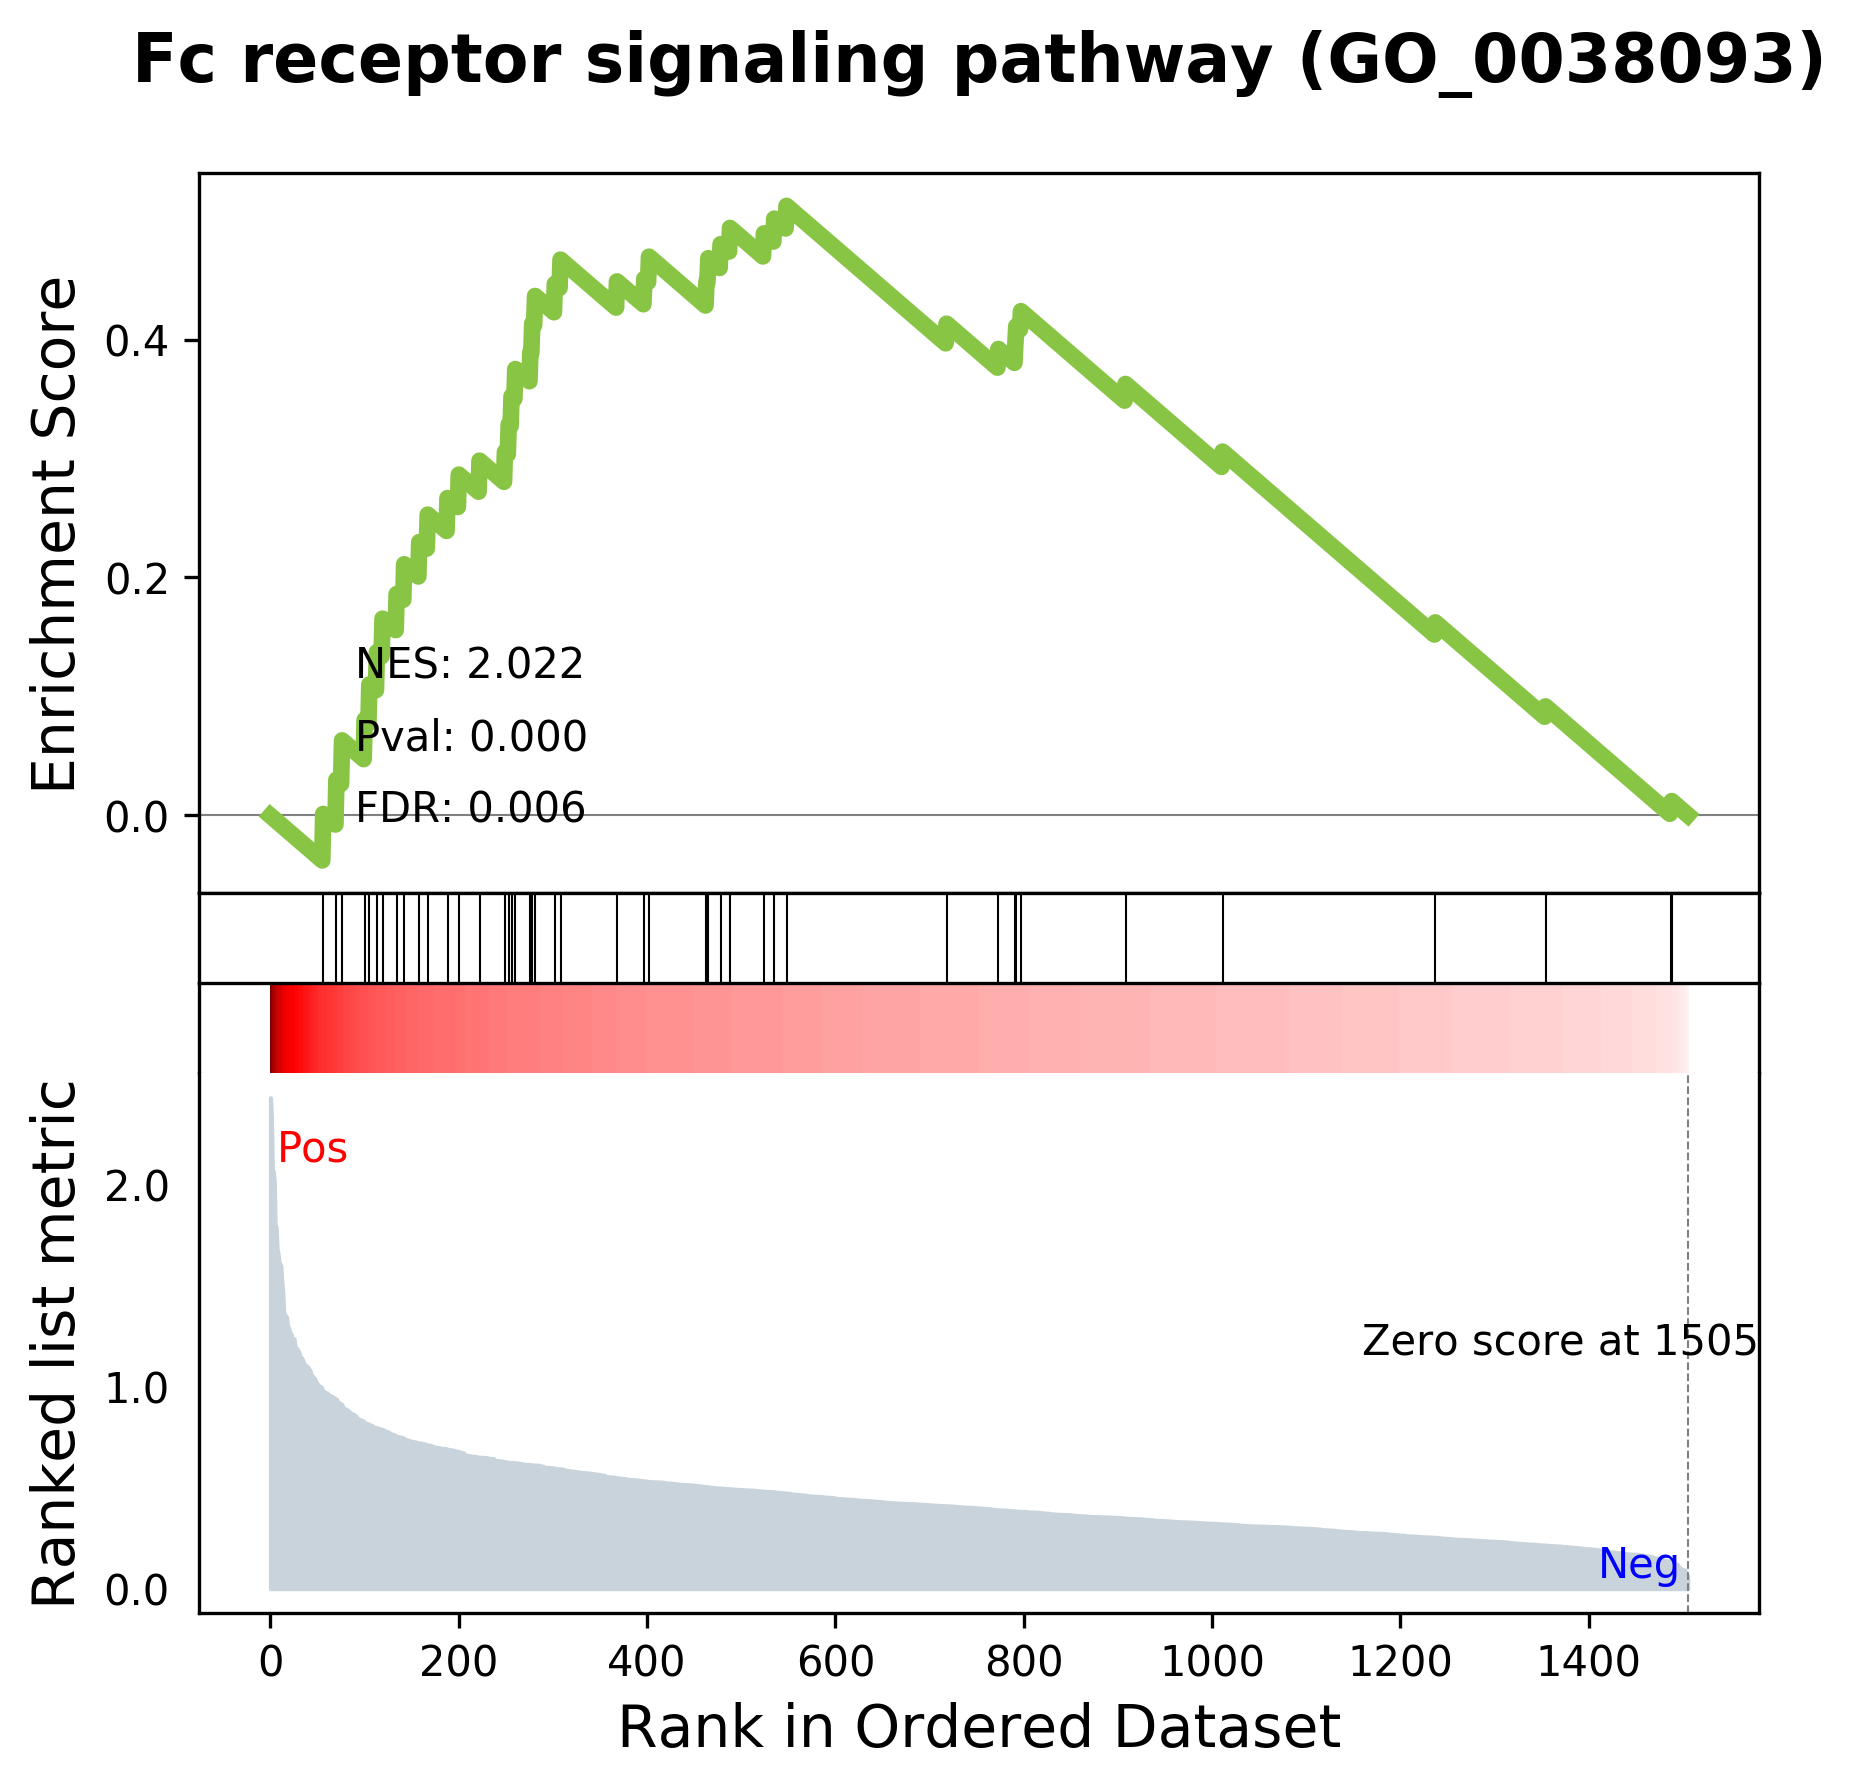 Fc receptor signaling pathway (GO_0038093)
Enrichment Score
0.4
0.2
0.0
NES: 2.022
Pval: 0.000
FDR: 0.006
Ranked list metric
2.0
1.0
0.0
Pos
Zero score at 1505
Neg
0 200 400 600 800 1000 1200 1400
Rank in Ordered Dataset